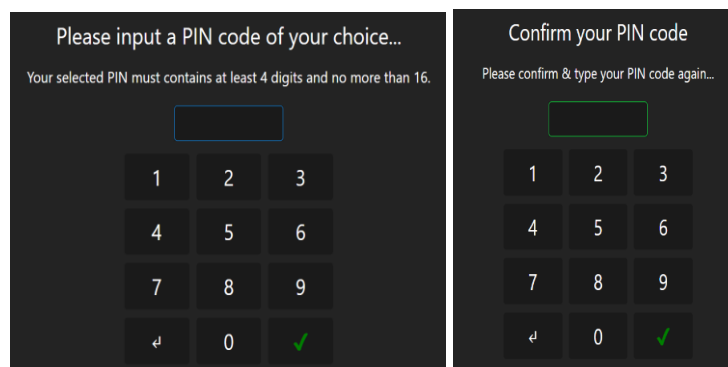 Please input a PIN code of your choice...
Your selected PIN must contains at least 4 digits and no more than 16.
1 2 3
4 5 6
7 8 9
↲ 0 ✓
Confirm your PIN code
Please confirm & type your PIN code again...
1 2 3
4 5 6
7 8 9
↲ 0 ✓